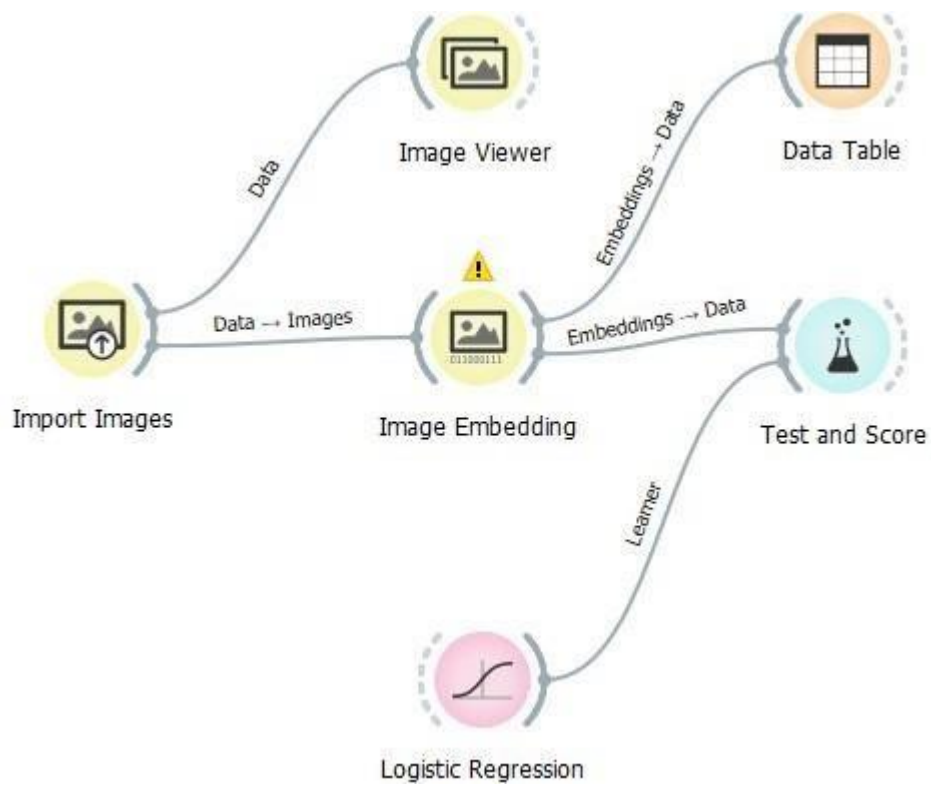 Image Viewer
Data Table
Data
Embeddings → Data
Data → Images
Embeddings → Data
011000111
Import Images
Image Embedding
Test and Score
Learner
Logistic Regression